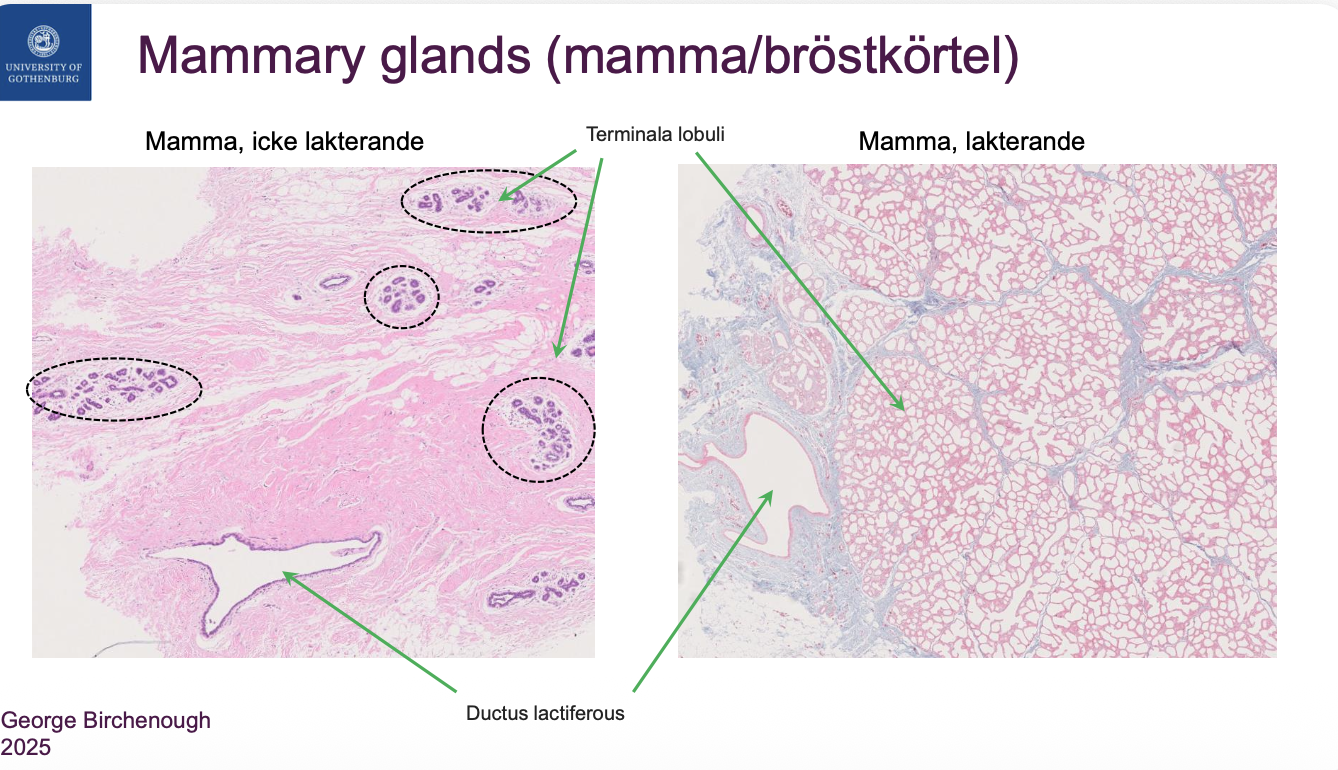 UNIVERSITY OF
GOTHENBURG
Mammary glands (mamma/bröstkörtel)
Mamma, icke lakterande
Terminala lobuli
Mamma, lakterande
Ductus lactiferous
George Birchenough
2025